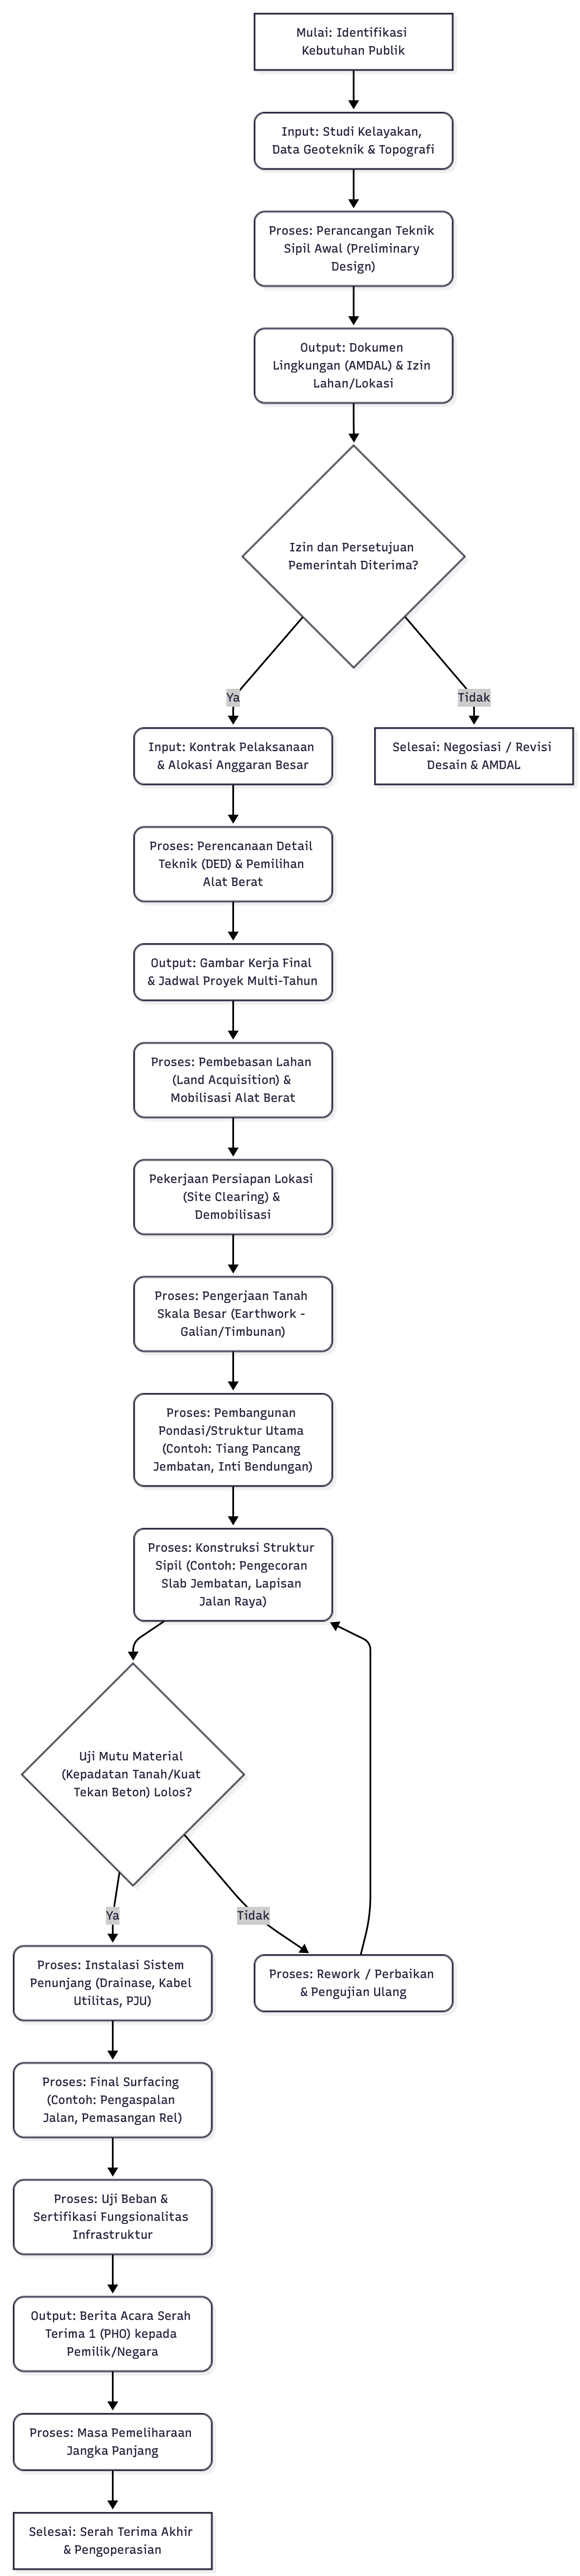 Mulai: Identifikasi
Kebutuhan Publik
Input: Studi Kelayakan,
Data Geoteknik & Topografi
Proses: Perancangan Teknik
Sipil Awal (Preliminary
Design)
Output: Dokumen
Lingkungan (AMDAL) & Izin
Lahan/Lokasi
Izin dan Persetujuan
Pemerintah Diterima?
Ya
Tidak
Input: Kontrak Pelaksanaan
& Alokasi Anggaran Besar
Selesai: Negosiasi / Revisi
Desain & AMDAL
Proses: Perencanaan Detail
Teknik (DED) & Pemilihan
Alat Berat
Output: Gambar Kerja Final
& Jadwal Proyek Multi-Tahun
Proses: Pembebasan Lahan
(Land Acquisition) &
Mobilisasi Alat Berat
Pekerjaan Persiapan Lokasi
(Site Clearing) &
Demobilisasi
Proses: Pengerjaan Tanah
Skala Besar (Earthwork -
Galian/Timbunan)
Proses: Pembangunan
Pondasi/Struktur Utama
(Contoh: Tiang Pancang
Jembatan, Inti Bendungan)
Proses: Konstruksi Struktur
Sipil (Contoh: Pengecoran
Slab Jembatan, Lapisan
Jalan Raya)
Uji Mutu Material
(Kepadatan Tanah/Kuat
Tekan Beton) Lolos?
Ya
Tidak
Proses: Instalasi Sistem
Penunjang (Drainase, Kabel
Utilitas, PJU)
Proses: Rework / Perbaikan
& Pengujian Ulang
Proses: Final Surfacing
(Contoh: Pengaspalan
Jalan, Pemasangan Rel)
Proses: Uji Beban &
Sertifikasi Fungsionalitas
Infrastruktur
Output: Berita Acara Serah
Terima 1 (PHO) kepada
Pemilik/Negara
Proses: Masa Pemeliharaan
Jangka Panjang
Selesai: Serah Terima Akhir
& Pengoperasian